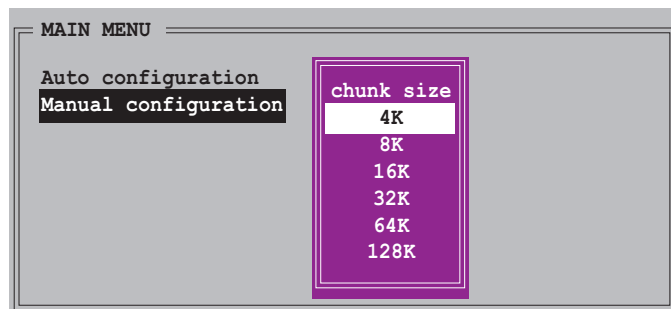 MAIN MENU
Auto configuration
Manual configuration
chunk size
4K
8K
16K
32K
64K
128K